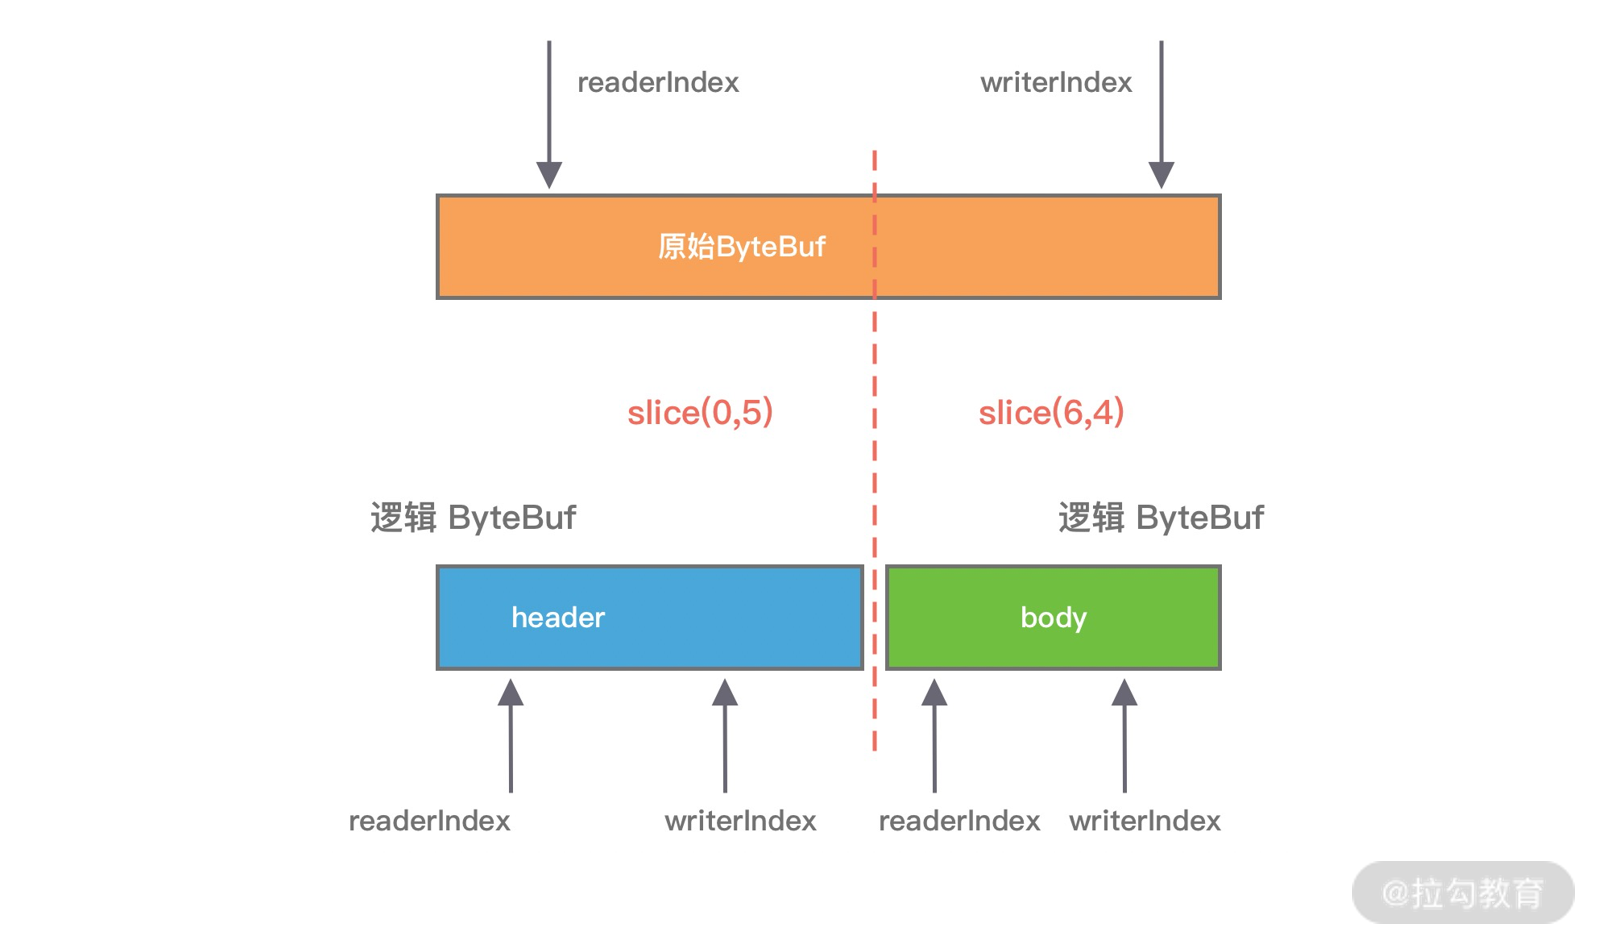 readerIndex
writerIndex
原始ByteBuf
slice(0,5)
slice(6,4)
逻辑 ByteBuf
逻辑 ByteBuf
header
body
readerIndex
writerIndex
readerIndex
writerIndex
@拉勾教育